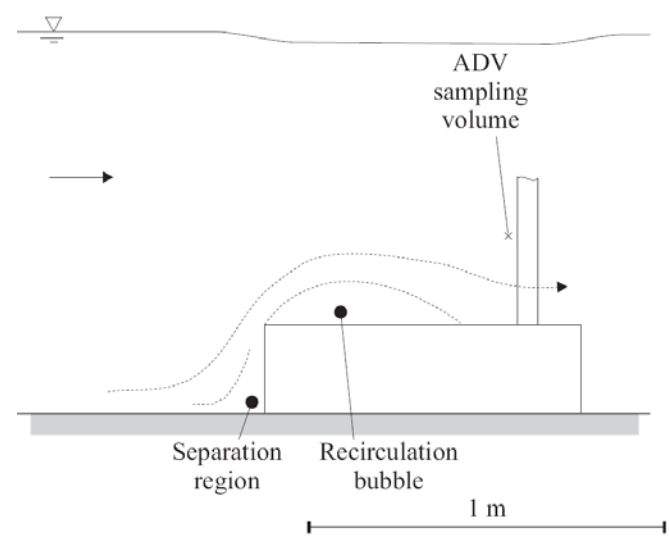 ADV
sampling
volume
Separation
region
Recirculation
bubble
1 m